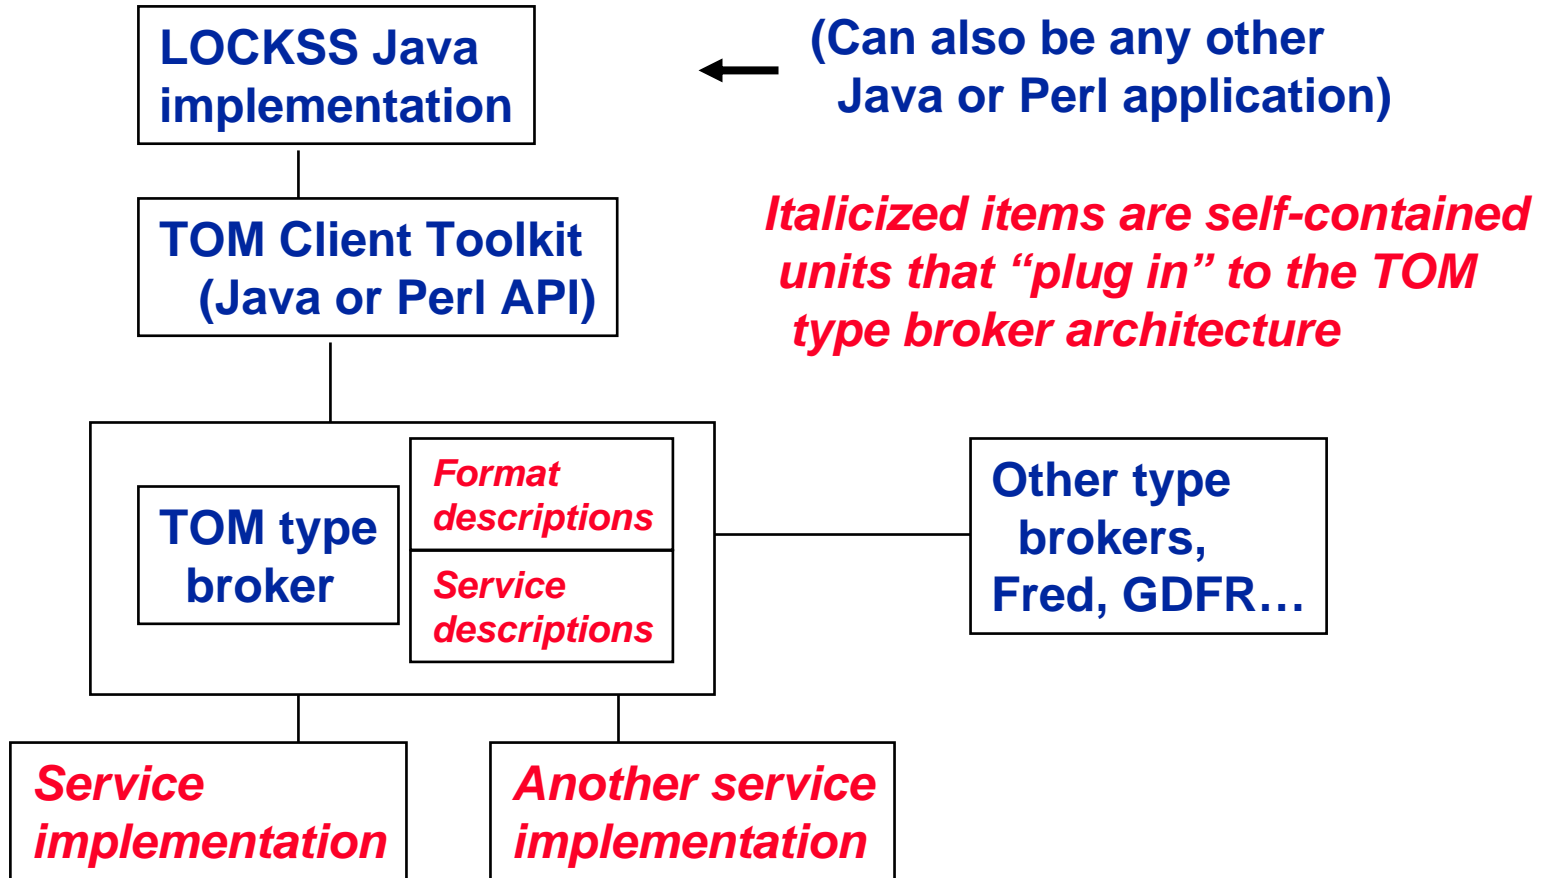 LOCKSS Java
implementation
(Can also be any other
Java or Perl application)
TOM Client Toolkit
(Java or Perl API)
Italicized items are self-contained
units that “plug in” to the TOM
type broker architecture
TOM type
broker
Format
descriptions
Service
descriptions
Other type
brokers,
Fred, GDFR…
Service
implementation
Another service
implementation